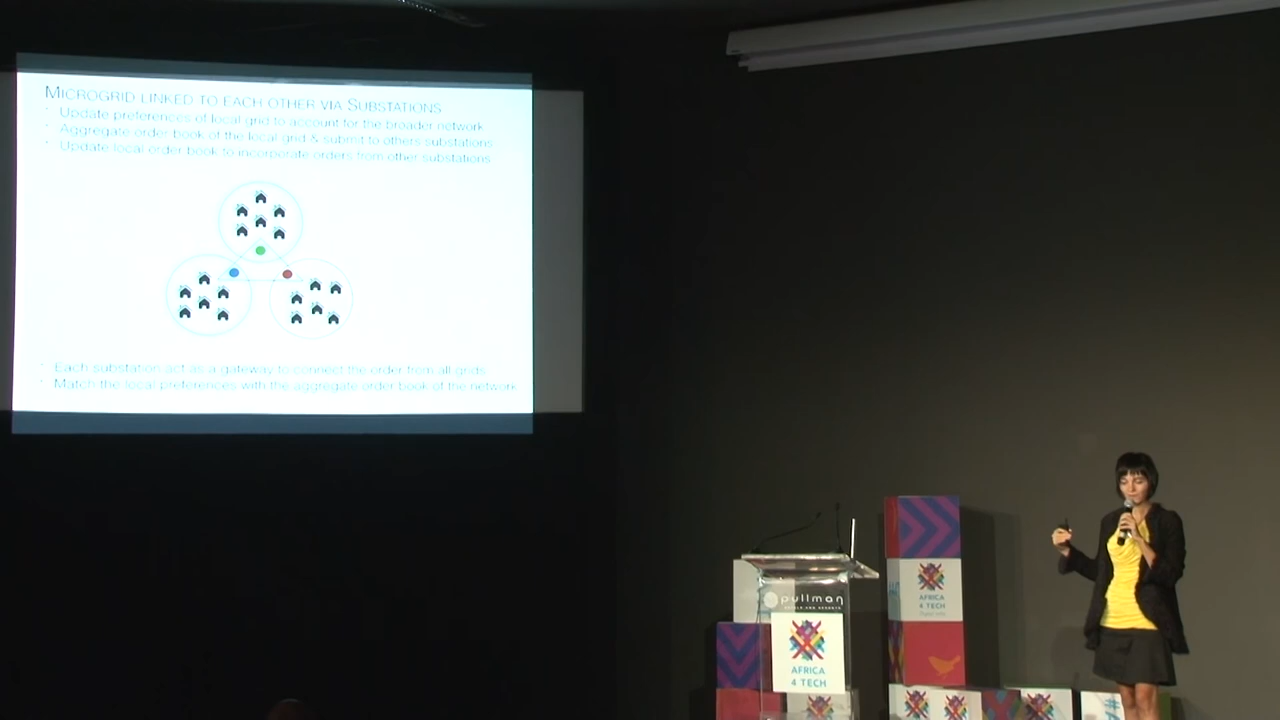 MICROGRID LINKED TO EACH OTHER VIA SUBSTATIONS
Update preferences of local grid to account for the broader network
Aggregate order book of the local grid & submit to others substations
Update local order book to incorporate orders from other substations
Each substation act as a gateway to connect the order from all grids
Match the local preferences with the aggregate order book of the network
pullman
HOTELS AND RESORTS
AFRICA
4 TECH
AFRICA
4 TECH